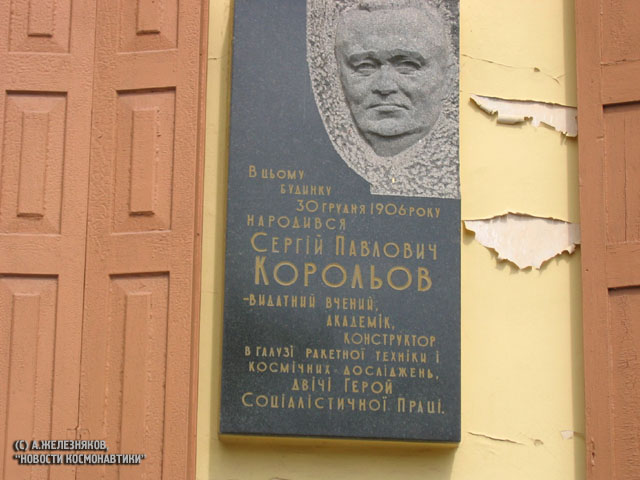 В цьому
будинку
30 грудня 1906 року
народився
Сергій Павлович
Корольов
-видатний вчений,
академік,
конструктор
в галузі ракетної техніки і
космічних досліджень,
двічі Герой
Соціалістичної Праці.
(С) А.ЖЕЛЕЗНЯКОВ
"НОВОСТИ КОСМОНАВТИКИ"